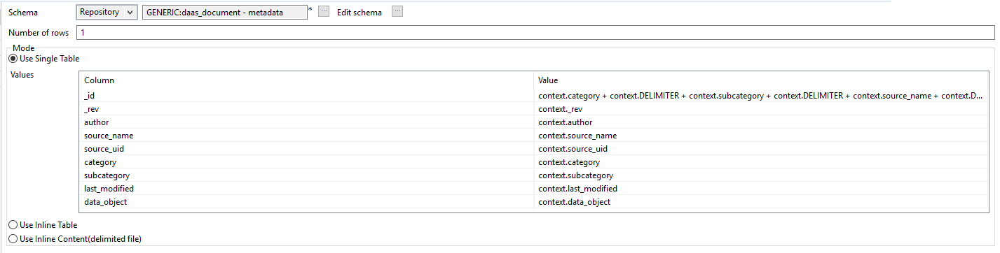 Schema Repository GENERIC:daas_document - metadata * ... Edit schema ...
Number of rows 1
Mode
Use Single Table
Values
Column Value
_id context.category + context.DELIMITER + context.subcategory + context.DELIMITER + context.source_name + context.D...
_rev context._rev
author context.author
source_name context.source_name
source_uid context.source_uid
category context.category
subcategory context.subcategory
last_modified context.last_modified
data_object context.data_object
Use Inline Table
Use Inline Content(delimited file)